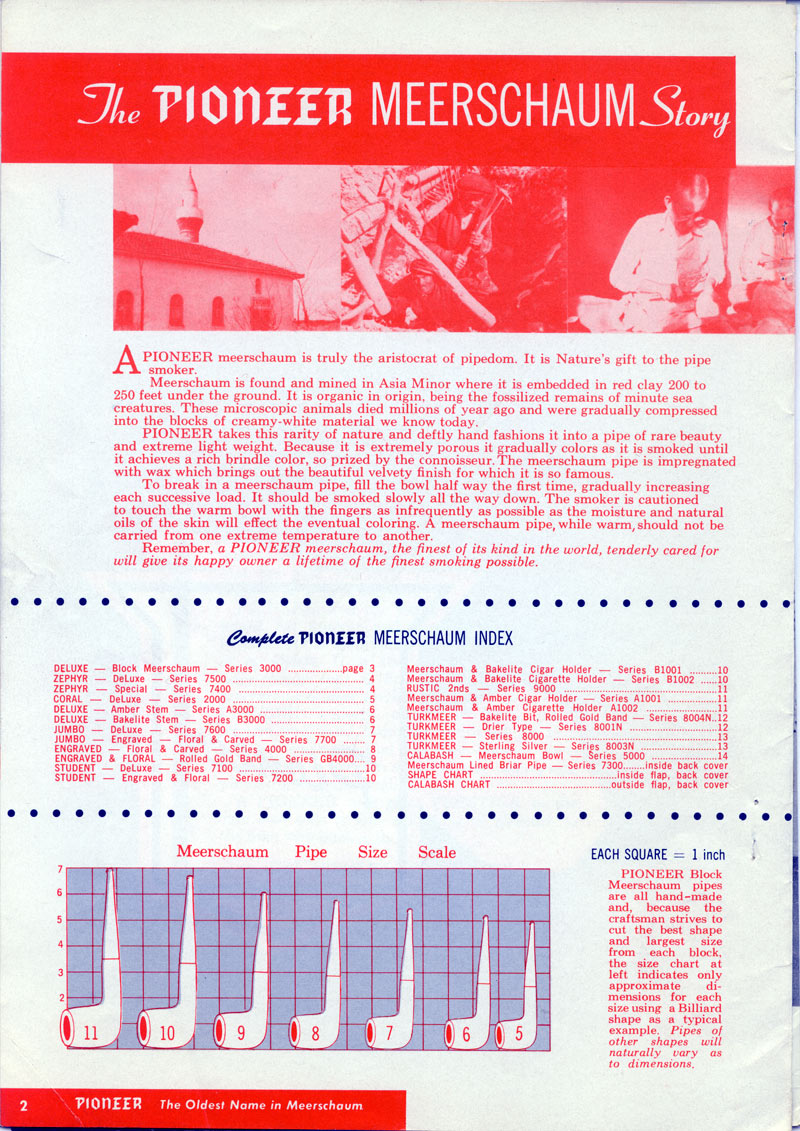 The PIONEER MEERSCHAUM Story
A PIONEER meerschaum is truly the aristocrat of pipedom. It is Nature's gift to the pipe
smoker.
Meerschaum is found and mined in Asia Minor where it is embedded in red clay 200 to
250 feet under the ground. It is organic in origin, being the fossilized remains of minute sea
creatures. These microscopic animals died millions of year ago and were gradually compressed
into the blocks of creamy-white material we know today.
PIONEER takes this rarity of nature and deftly hand fashions it into a pipe of rare beauty
and extreme light weight. Because it is extremely porous it gradually colors as it is smoked until
it achieves a rich brindle color, so prized by the connoisseur. The meerschaum pipe is impregnated
with wax which brings out the beautiful velvety finish for which it is so famous.
To break in a meerschaum pipe, fill the bowl half way the first time, gradually increasing
each successive load. It should be smoked slowly all the way down. The smoker is cautioned
to touch the warm bowl with the fingers as infrequently as possible as the moisture and natural
oils of the skin will effect the eventual coloring. A meerschaum pipe, while warm, should not be
carried from one extreme temperature to another.
Remember, a PIONEER meerschaum, the finest of its kind in the world, tenderly cared for
will give its happy owner a lifetime of the finest smoking possible.
Complete PIONEER MEERSCHAUM INDEX
DELUXE — Block Meerschaum — Series 3000 ...................page 3
ZEPHYR — DeLuxe — Series 7500 ................................................ 4
ZEPHYR — Special — Series 7400 ............................................... 4
CORAL — DeLuxe — Series 2000 ................................................ 5
DELUXE — Amber Stem — Series A3000 ..................................... 6
DELUXE — Bakelite Stem — Series B3000 .................................. 6
JUMBO — DeLuxe — Series 7600 ................................................ 7
JUMBO — Engraved — Floral & Carved — Series 7700 ....... 7
ENGRAVED — Floral & Carved — Series 4000 ......................... 8
ENGRAVED & FLORAL — Rolled Gold Band — Series GB4000.... 9
STUDENT — DeLuxe — Series 7100 ............................................10
STUDENT — Engraved & Floral — Series 7200 .......................10
Meerschaum & Bakelite Cigar Holder — Series B1001 .........10
Meerschaum & Bakelite Cigarette Holder — Series B1002 .....10
RUSTIC 2nds — Series 9000 .....................................................11
Meerschaum & Amber Cigar Holder — Series A1001 ................11
Meerschaum & Amber Cigarette Holder A1002 ..........................11
TURKMEER — Bakelite Bit, Rolled Gold Band — Series 8004N..12
TURKMEER — Drier Type — Series 8001N .............................12
TURKMEER — Series 8000 .....................................................13
TURKMEER — Sterling Silver — Series 8003N ............................13
CALABASH — Meerschaum Bowl — Series 5000 ......................14
Meerschaum Lined Briar Pipe — Series 7300.......inside back cover
SHAPE CHART ................................................inside flap, back cover
CALABASH CHART ........................................outside flap, back cover
Meerschaum Pipe Size Scale
7
6
5
4
3
2
11 10 9 8 7 6 5
EACH SQUARE = 1 inch
PIONEER Block
Meerschaum pipes
are all hand-made
and, because the
craftsman strives to
cut the best shape
and largest size
from each block,
the size chart at
left indicates only
approximate di-
mensions for each
size using a Billiard
shape as a typical
example. Pipes of
other shapes will
naturally vary as
to dimensions.
2 PIONEER The Oldest Name in Meerschaum